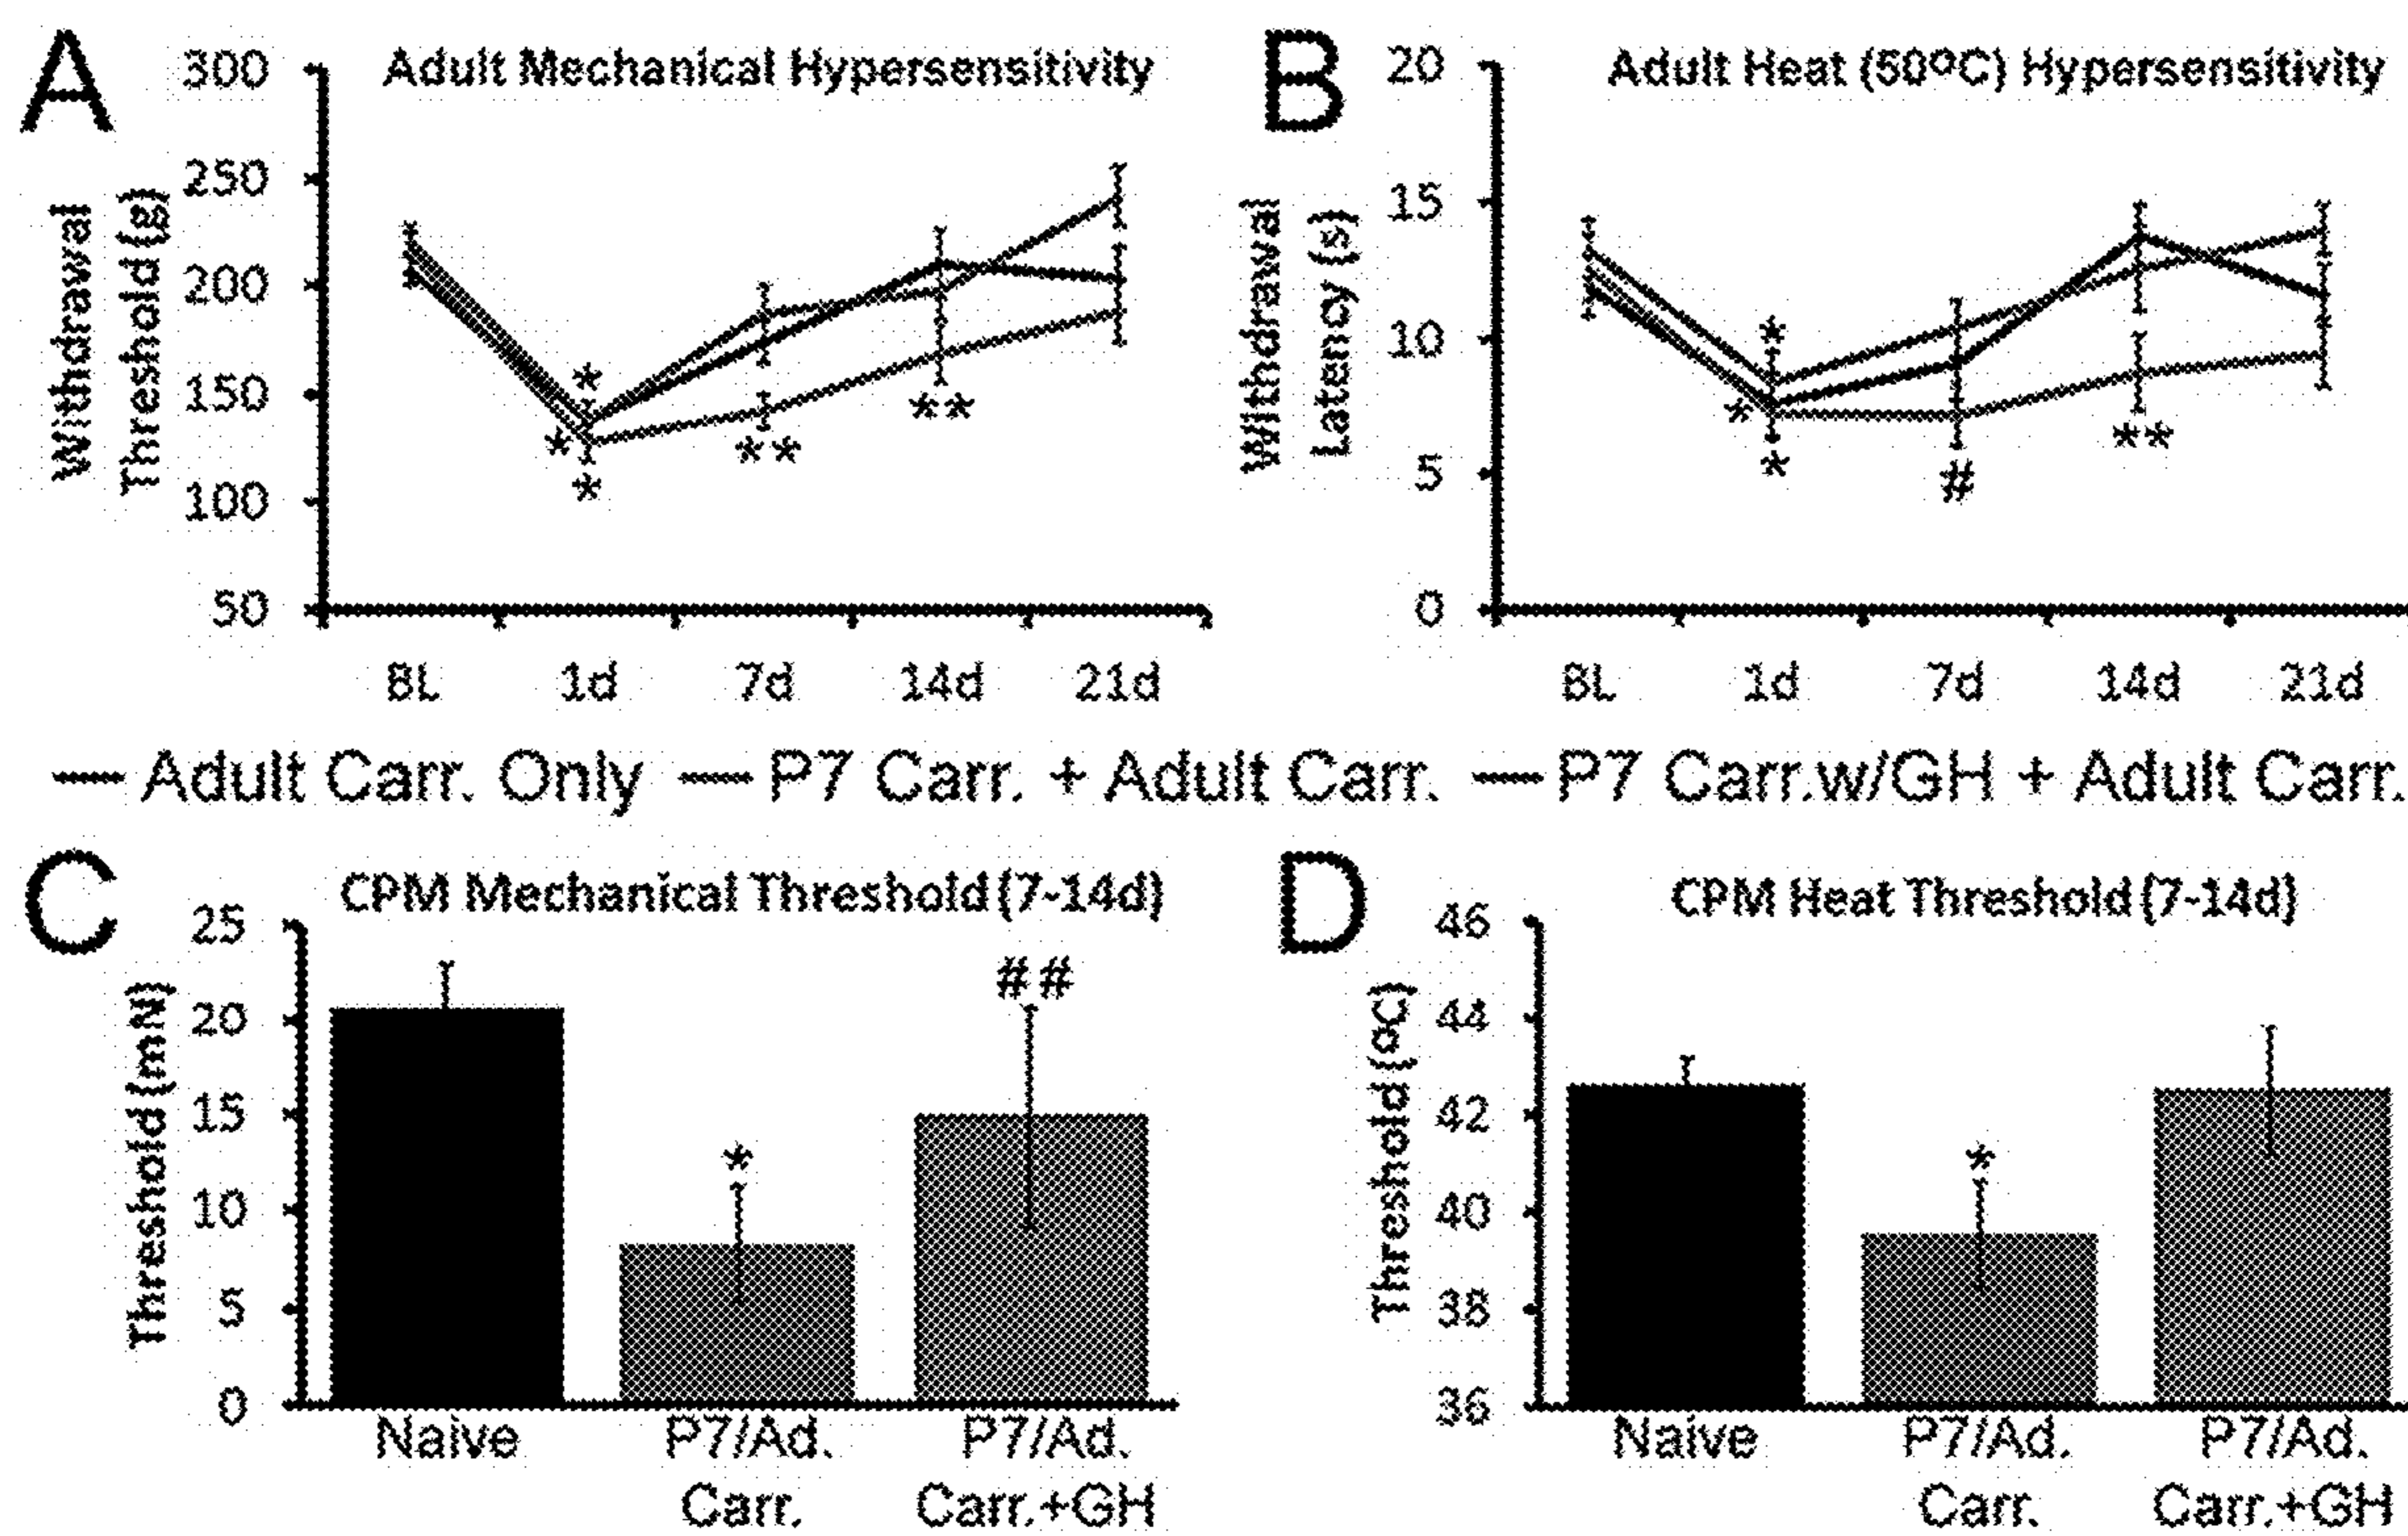 A
Adult Mechanical Hypersensitivity
Withdrawal
Threshold (g)
300
250
200
150
100
50
*
*
*
**
**
BL 1d 7d 14d 21d
B
Adult Heat (50ºC) Hypersensitivity
Withdrawal
Latency (s)
20
15
10
5
0
*
*
*
#
**
BL 1d 7d 14d 21d
Adult Carr. Only P7 Carr. + Adult Carr. P7 Carr.w/GH + Adult Carr.
C
CPM Mechanical Threshold (7-14d)
Threshold (mN)
25
20
15
10
5
0
*
##
Naive P7/Ad. P7/Ad.
Carr. Carr.+GH
D
CPM Heat Threshold (7-14d)
Threshold (ºC)
46
44
42
40
38
36
*
Naive P7/Ad. P7/Ad.
Carr. Carr.+GH